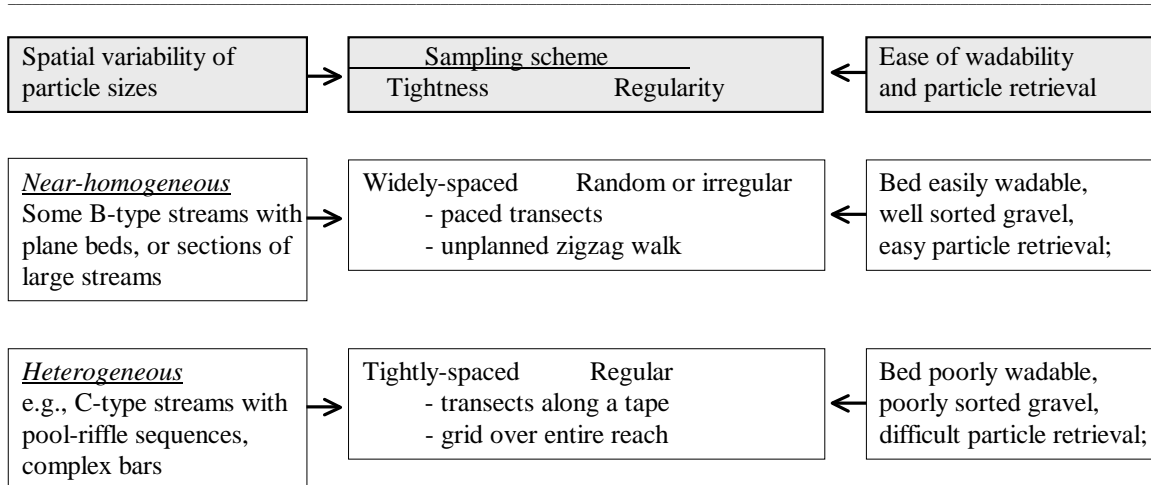 Spatial variability of
particle sizes
Sampling scheme
Tightness Regularity
Ease of wadability
and particle retrieval
Near-homogeneous
Some B-type streams with
plane beds, or sections of
large streams
Widely-spaced Random or irregular
- paced transects
- unplanned zigzag walk
Bed easily wadable,
well sorted gravel,
easy particle retrieval;
Heterogeneous
e.g., C-type streams with
pool-riffle sequences,
complex bars
Tightly-spaced Regular
- transects along a tape
- grid over entire reach
Bed poorly wadable,
poorly sorted gravel,
difficult particle retrieval;